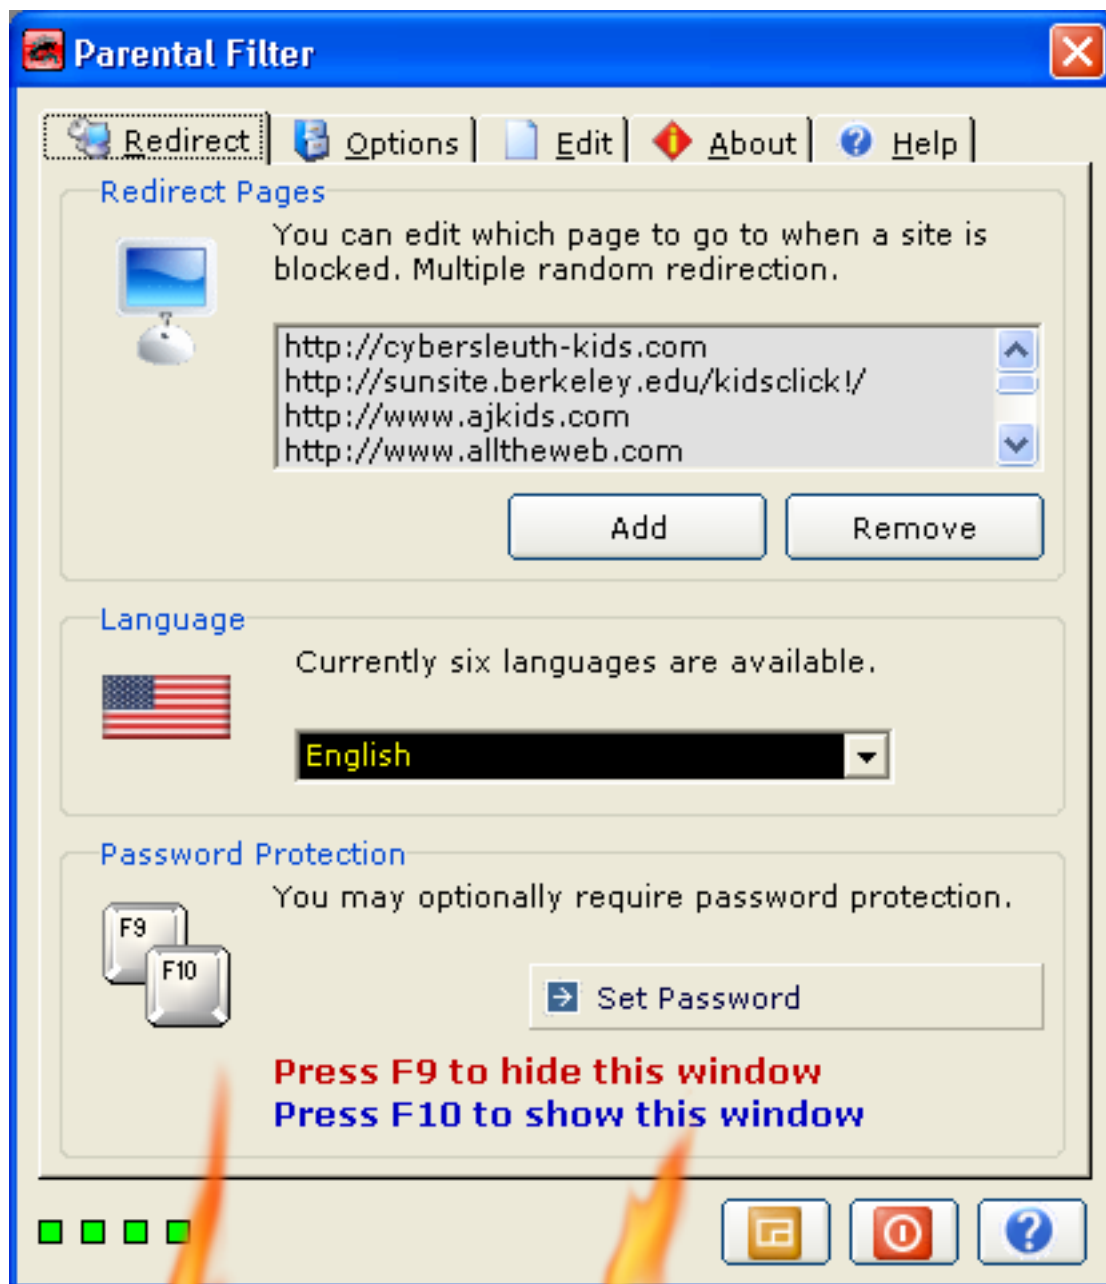 Parental Filter
Redirect
Options
Edit
About
Help
Redirect Pages
You can edit which page to go to when a site is
blocked. Multiple random redirection.
http://cybersleuth-kids.com
http://sunsite.berkeley.edu/kidsclick!/
http://www.ajkids.com
http://www.alltheweb.com
Add
Remove
Language
Currently six languages are available.
English
Password Protection
You may optionally require password protection.
F9
F10
Set Password
Press F9 to hide this window
Press F10 to show this window